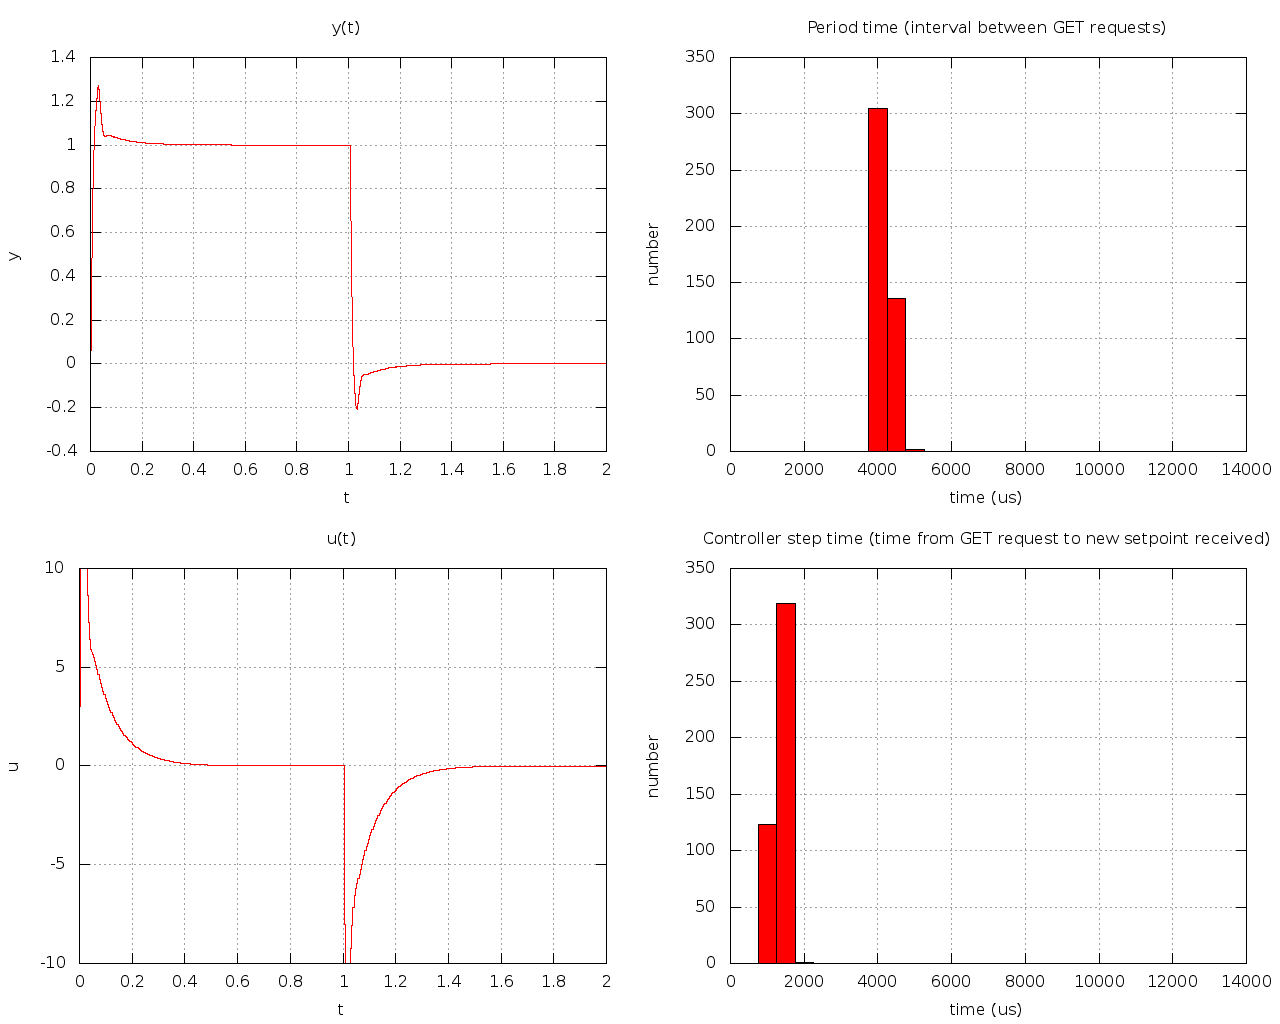 y(t)
1.4
1.2
1
0.8
0.6
0.4
0.2
0
-0.2
-0.4
y
0 0.2 0.4 0.6 0.8 1 1.2 1.4 1.6 1.8 2
t
Period time (interval between GET requests)
350
300
250
200
150
100
50
0
number
0 2000 4000 6000 8000 10000 12000 14000
time (us)
u(t)
10
5
0
-5
-10
u
0 0.2 0.4 0.6 0.8 1 1.2 1.4 1.6 1.8 2
t
Controller step time (time from GET request to new setpoint received)
350
300
250
200
150
100
50
0
number
0 2000 4000 6000 8000 10000 12000 14000
time (us)